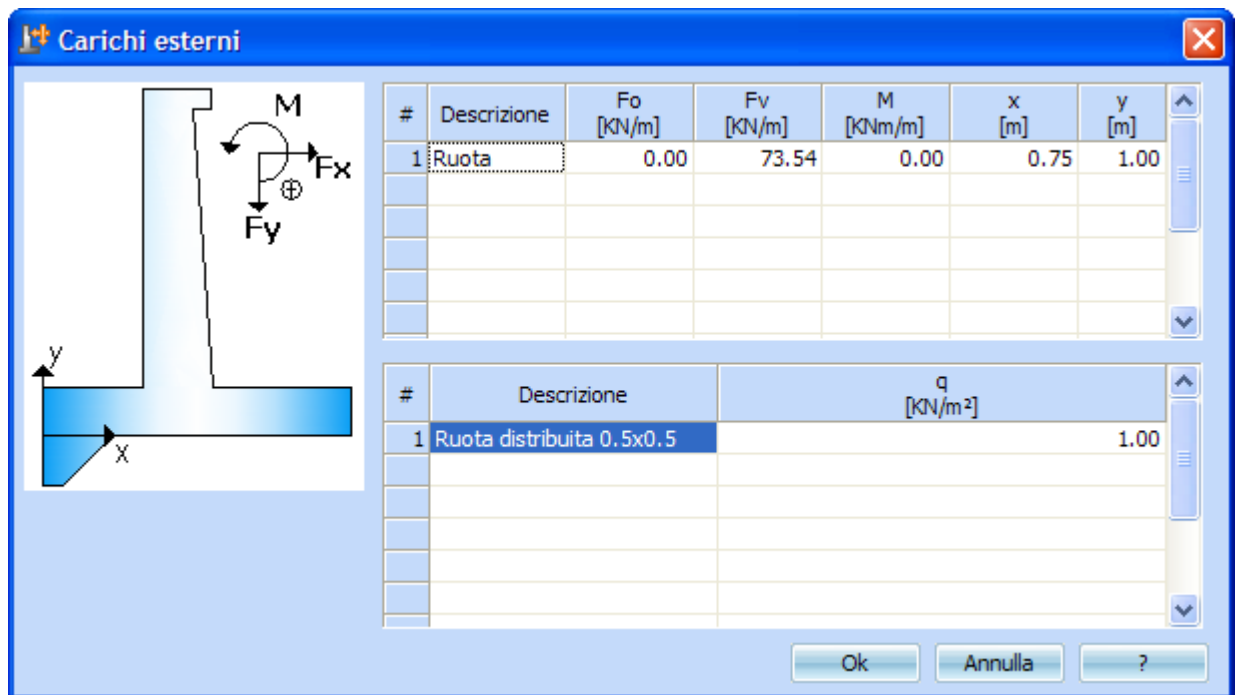 Carichi esterni
M
Fx
Fy
y
x
# Descrizione Fo [KN/m] Fv [KN/m] M [KNm/m] x [m] y [m]
1 Ruota 0.00 73.54 0.00 0.75 1.00
# Descrizione q [KN/m²]
1 Ruota distribuita 0.5x0.5 1.00
Ok Annulla ?